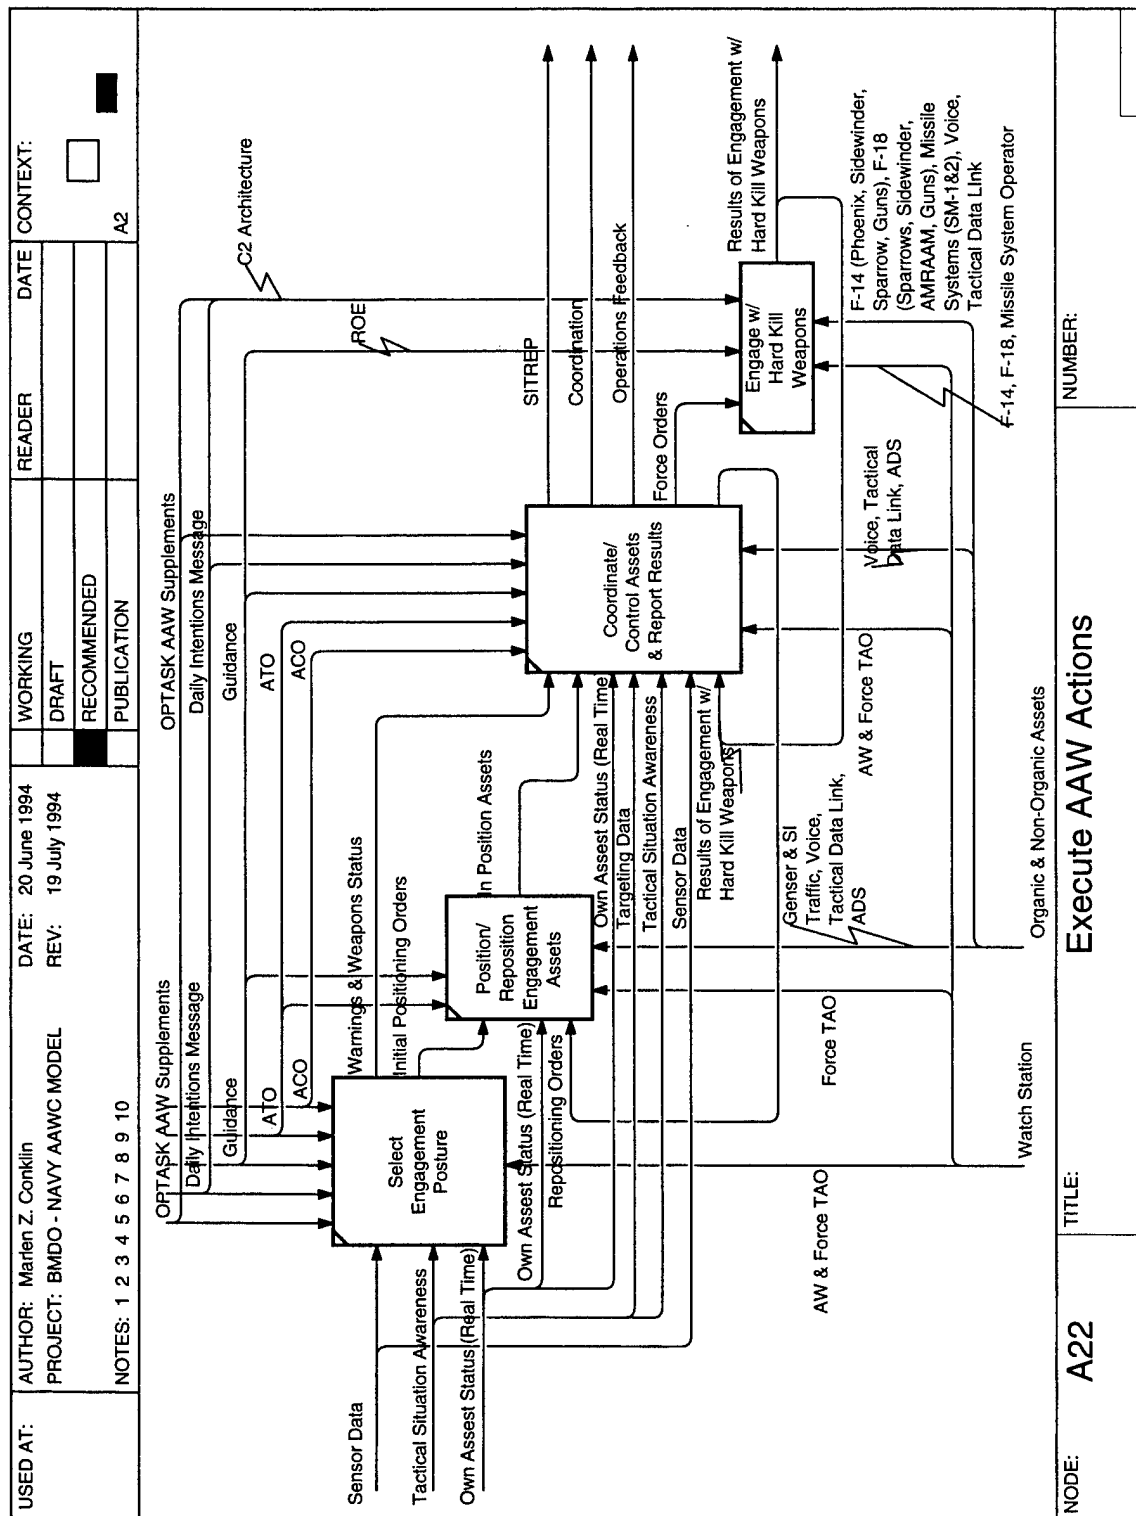 USED AT:
AUTHOR: Marlen Z. Conklin
PROJECT: BMDO - NAVY AAWC MODEL
NOTES: 1 2 3 4 5 6 7 8 9 10
DATE: 20 June 1994
REV: 19 July 1994
WORKING
DRAFT
RECOMMENDED
PUBLICATION
READER
DATE
CONTEXT:
A2
OPTASK AAW Supplements
Daily Intentions Message
Guidance
ATO
ACO
OPTASK AAW Supplements
Daily Intentions Message
Guidance
ATO
ACO
C2 Architecture
ROE
Sensor Data
Tactical Situation Awareness
Own Assest Status (Real Time)
Select
Engagement
Posture
Warnings & Weapons Status
Initial Positioning Orders
Own Assest Status (Real Time)
Repositioning Orders
Position/
Reposition
Engagement
Assets
In Position Assets
Own Assest Status (Real Time)
Targeting Data
Tactical Situation Awareness
Sensor Data
Results of Engagement w/
Hard Kill Weapons
Coordinate/
Control Assets
& Report Results
SITREP
Coordination
Operations Feedback
Force Orders
Engage w/
Hard Kill
Weapons
Results of Engagement w/
Hard Kill Weapons
F-14 (Phoenix, Sidewinder,
Sparrow, Guns), F-18
(Sparrows, Sidewinder,
AMRAAM, Guns), Missile
Systems (SM-1&2), Voice,
Tactical Data LInk
F-14, F-18, Missile System Operator
Voice, Tactical
Data Link, ADS
AW & Force TAO
Genser & SI
Traffic, Voice,
Tactical Data Link,
ADS
Force TAO
AW & Force TAO
Watch Station
Organic & Non-Organic Assets
NODE:
A22
TITLE:
Execute AAW Actions
NUMBER: